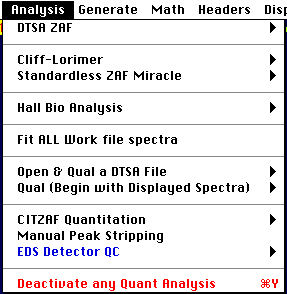 Analysis Generate Math Headers Disp
DTSA ZAF
Cliff-Lorimer
Standardless ZAF Miracle
Hall Bio Analysis
Fit ALL Work file spectra
Open & Qual a DTSA File
Qual (Begin with Displayed Spectra)
CITZAF Quantitation
Manual Peak Stripping
EDS Detector QC
Deactivate any Quant Analysis ⌘Y